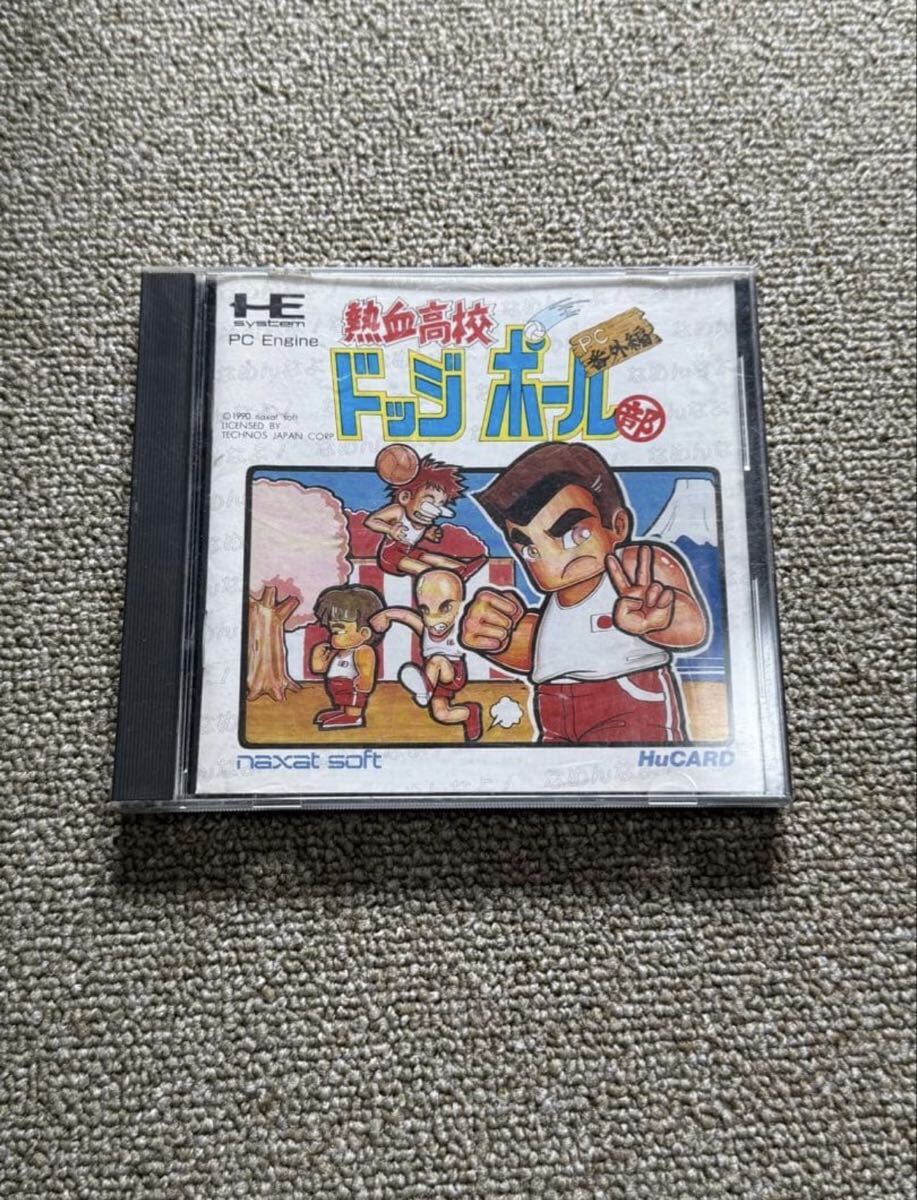 HE
system
PC Engine
熱血高校
ドッジボール部
PC
番外編
©1990 naxat soft
LICENSED BY
TECHNOS JAPAN CORP
naxat soft
HuCARD